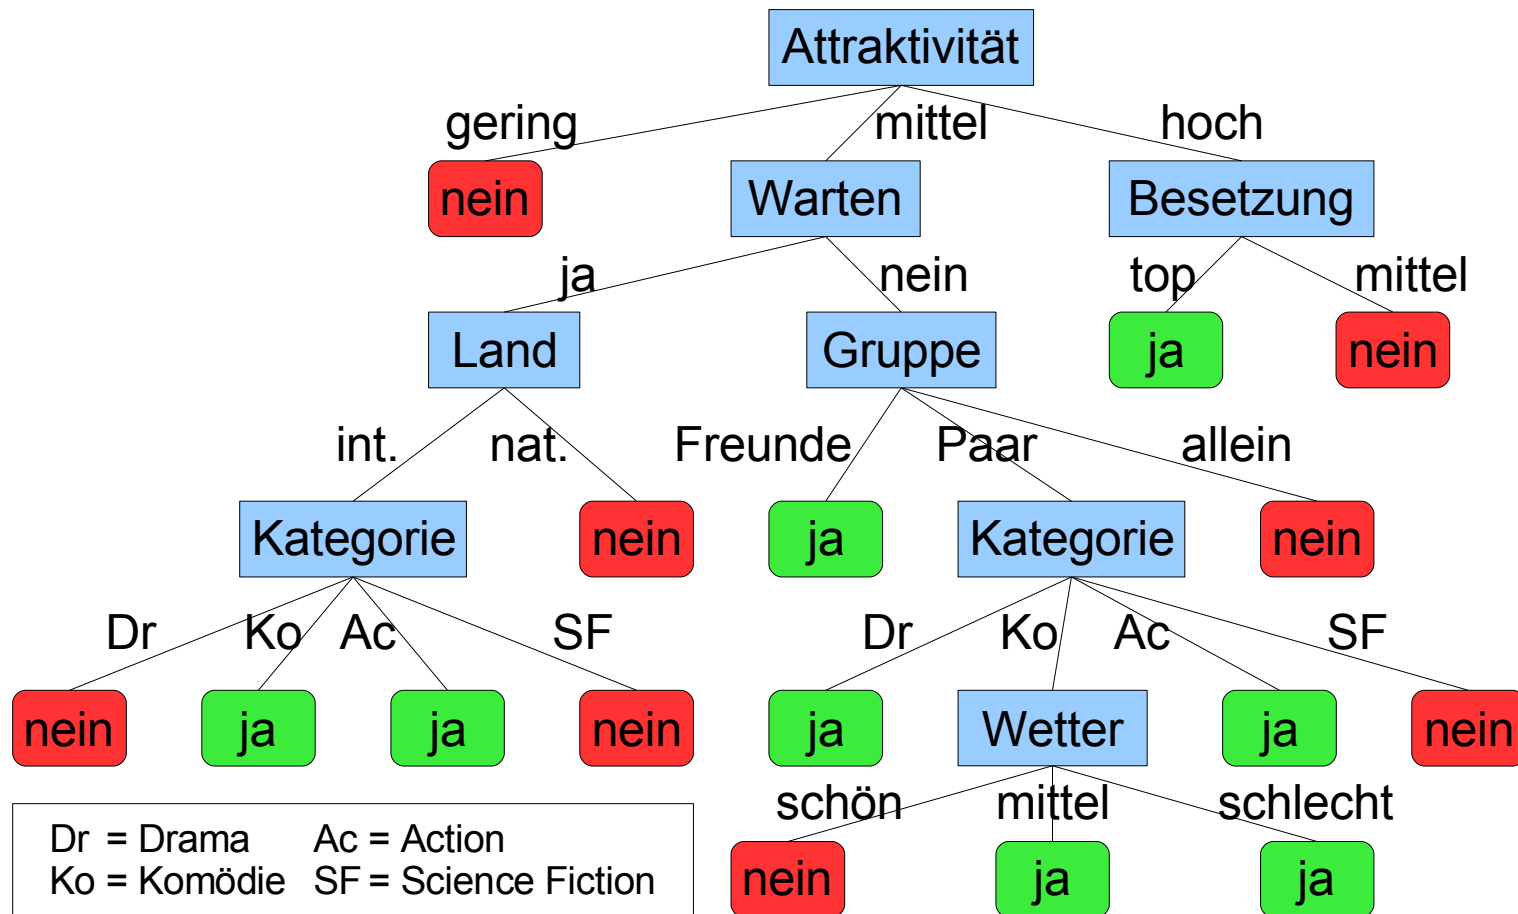 Attraktivität
gering mittel hoch
nein Warten Besetzung
ja nein top mittel
Land Gruppe ja nein
int. nat. Freunde Paar allein
Kategorie nein ja Kategorie nein
Dr Ko Ac SF Dr Ko Ac SF
nein ja ja nein ja Wetter ja nein
schön mittel schlecht
Dr = Drama Ac = Action
Ko = Komödie SF = Science Fiction
nein ja ja